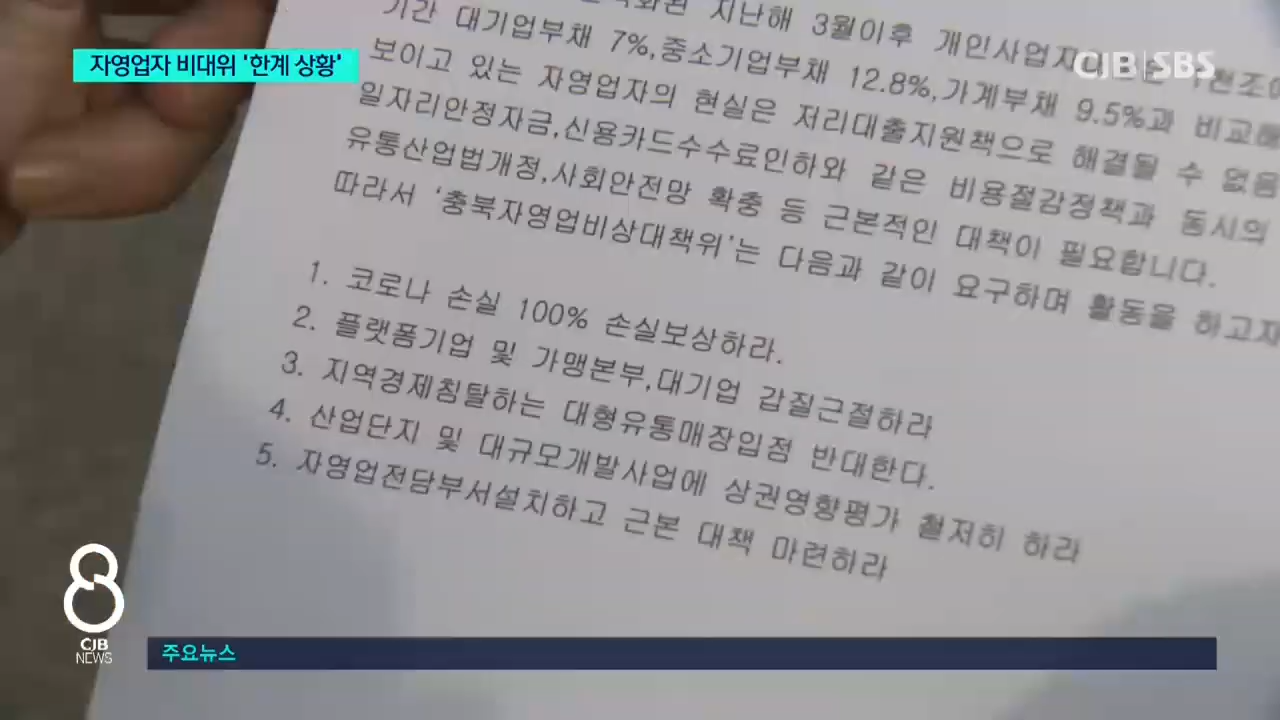 자영업자 비대위 '한계 상황'
CJB SBS
지난해 3월이후
기간 대기업부채 7%,중소기업부채 12.8%,가계부채 9.5%과
보이고 있는 자영업자의 현실은 저리대출지원책으로 해결될 수 없음
일자리안정자금,신용카드수수료인하와 같은 비용절감정책과 동시의
유통산업법개정,사회안전망 확충 등 근본적인 대책이 필요합니다.
따라서 '충북자영업비상대책위'는 다음과 같이 요구하며 활동을 하고자
1. 코로나 손실 100% 손실보상하라.
2. 플랫폼기업 및 가맹본부,대기업 갑질근절하라
3. 지역경제침탈하는 대형유통매장입점 반대한다.
4. 산업단지 및 대규모개발사업에 상권영향평가 철저히 하라
5. 자영업전담부서설치하고 근본 대책 마련하라
8
CJB
NEWS
주요뉴스